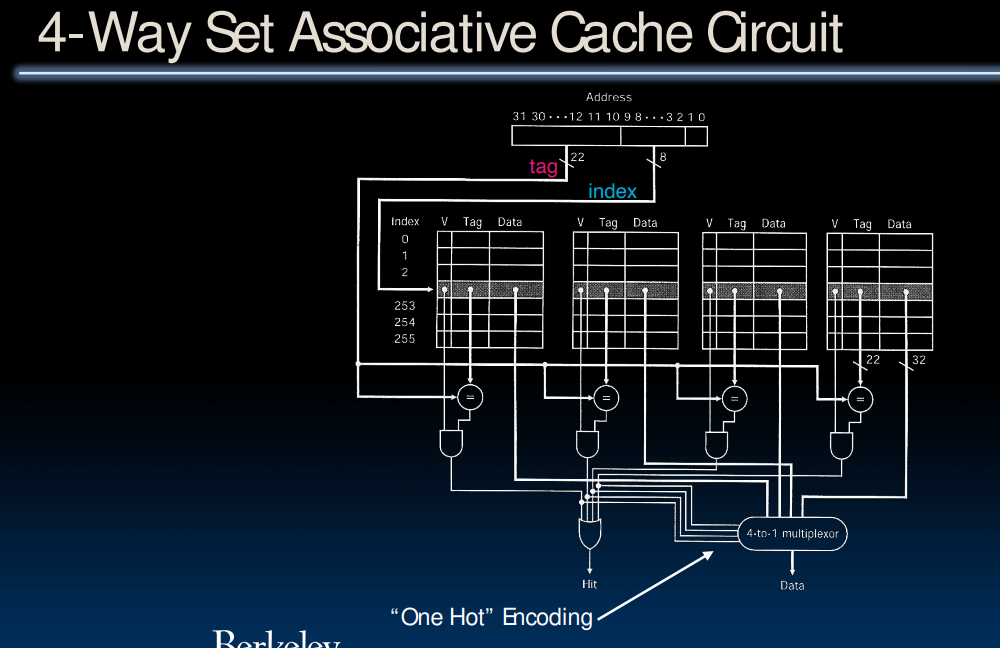 4-Way Set Associative Cache Circuit
Address
31 30 ··· 12 11 10 9 8 ··· 3 2 1 0
22
8
tag
index
Index V Tag Data V Tag Data V Tag Data V Tag Data
0
1
2
253
254
255
22 32
= = = =
4-to-1 multiplexor
Hit Data
“One Hot” Encoding
Berkeley